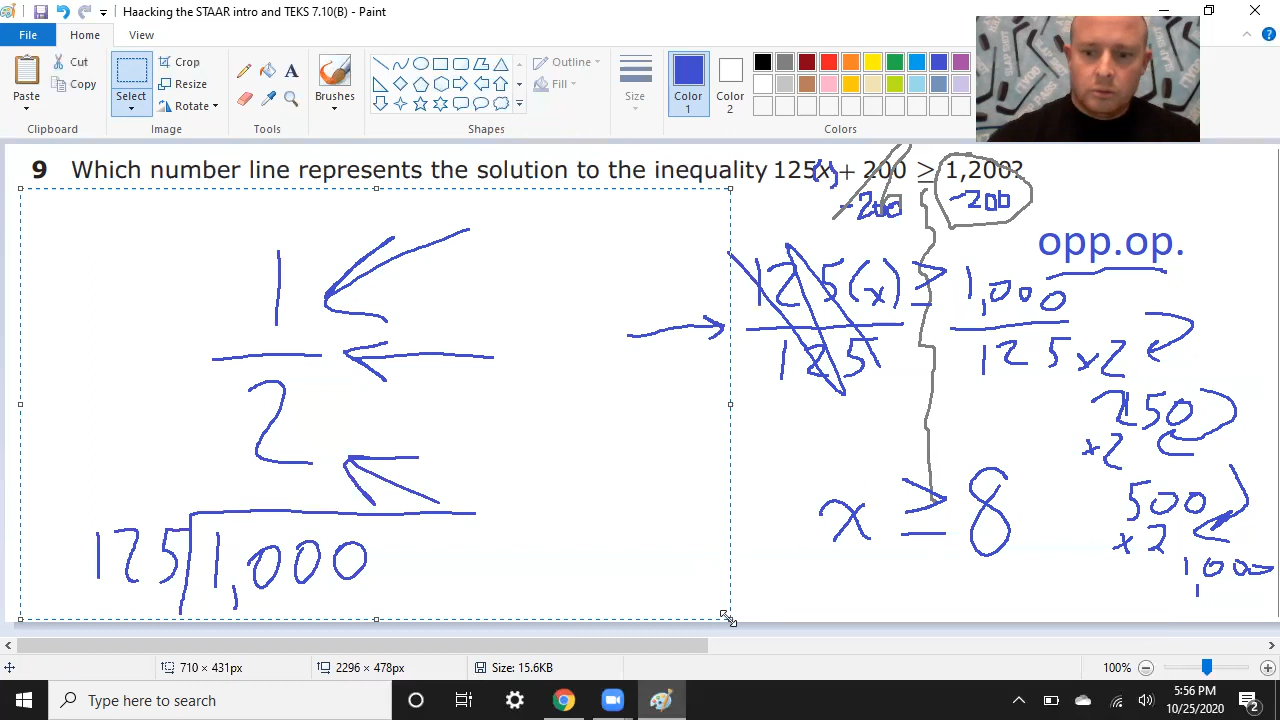 Haacking the STAAR intro and TEKS 7.10(B) - Paint
File Home View
Paste Cut Copy
Select Crop Resize Rotate
Brushes Outline Fill Size Color 1 Color 2
Clipboard Image Tools Shapes Colors
9 Which number line represents the solution to the inequality 125x + 200 ≥ 1,200?
-200 -200
opp.op.
1
2
125 1,000
125(x) ≥ 1,000
125 125 x2
250
x2
500
x2
1,000
x ≥ 8
710 × 431px 2296 × 478px Size: 15.6KB 100%
Type here to search
5:56 PM
10/25/2020
2